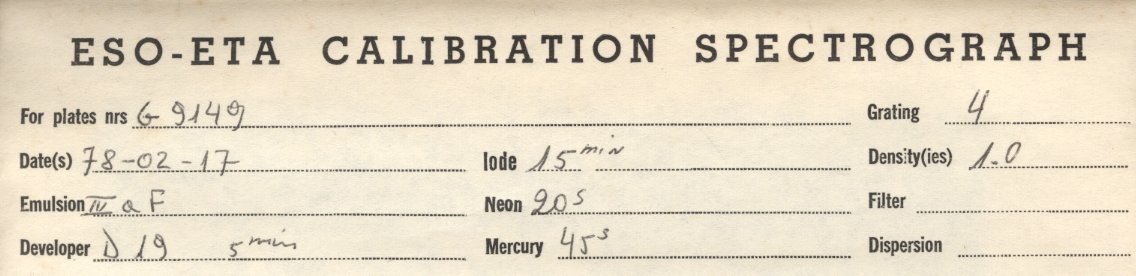 ESO-ETA CALIBRATION SPECTROGRAPH
For plates nrs G 9149 Grating 4
Date(s) 78-02-17 Iode 15 min Density(ies) 1.0
Emulsion IV a F Neon 20 s Filter
Developer D 19 5 min Mercury 45 s Dispersion